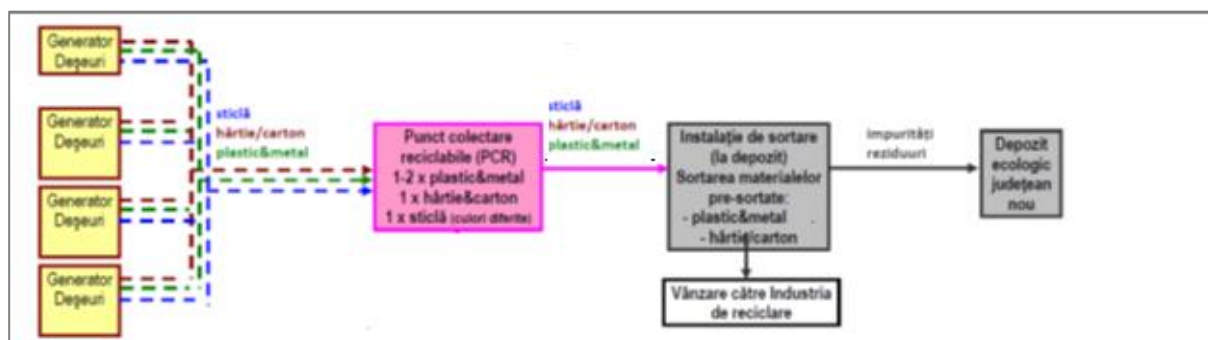 Generator
Deşeuri
Generator
Deşeuri
Generator
Deşeuri
Generator
Deşeuri
sticlă
hârtie/carton
plastic&metal
Punct colectare
reciclabile (PCR)
1-2 x plastic&metal
1 x hârtie&carton
1 x sticlă (culori diferite)
sticlă
hârtie/carton
plastic&metal
Instalaţie de sortare
(la depozit)
Sortarea materialelor
pre-sortate:
- plastic&metal
- hârtie/carton
Vânzare către Industria
de reciclare
impurităţi
reziduuri
Depozit
ecologic
judeţean
nou